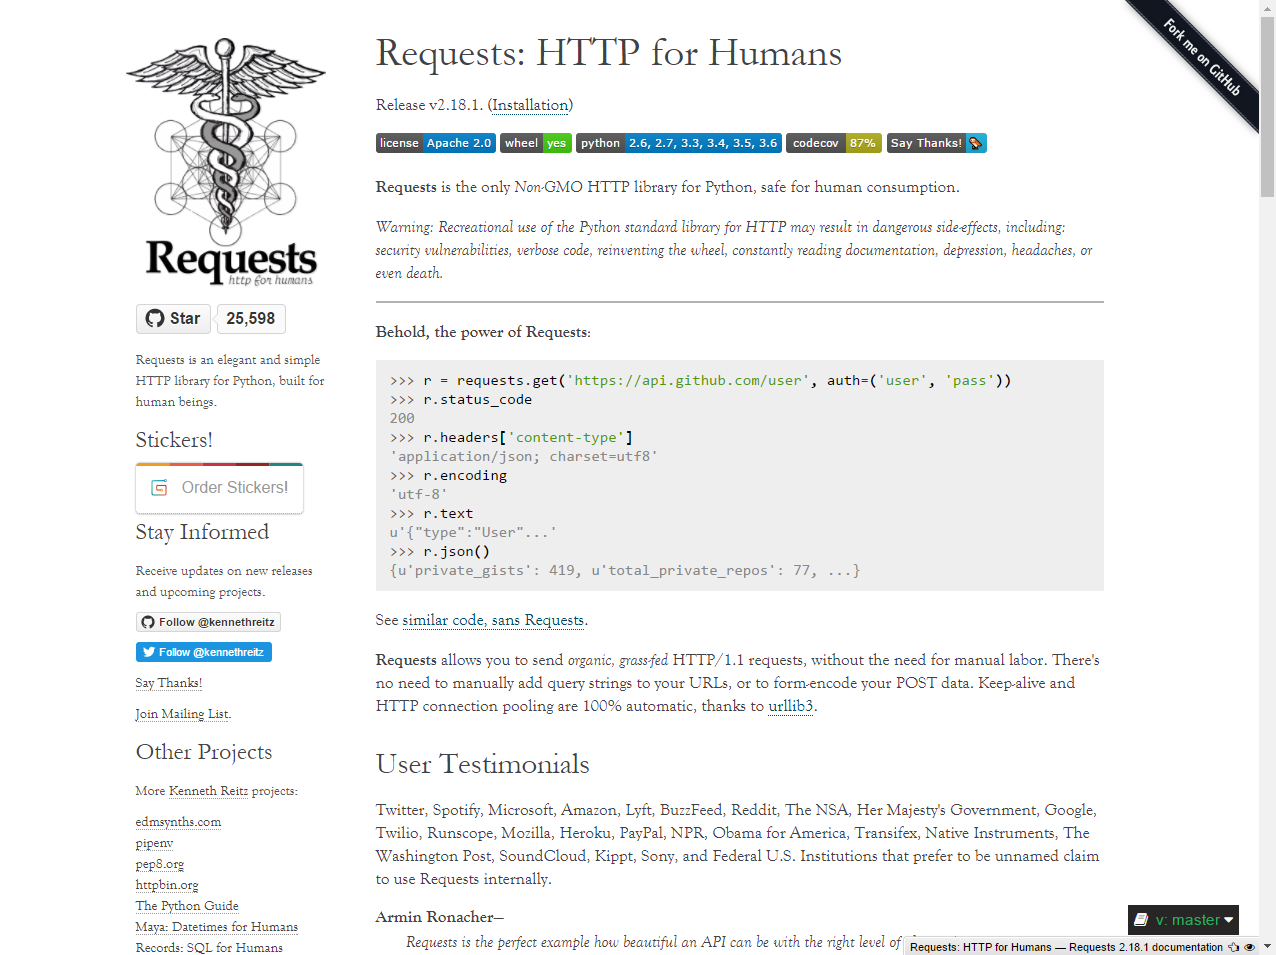 Requests
http for humans
Star 25,598
Requests is an elegant and simple
HTTP library for Python, built for
human beings.
Stickers!
Order Stickers!
Stay Informed
Receive updates on new releases
and upcoming projects.
Follow @kennethreitz
Follow @kennethreitz
Say Thanks!
Join Mailing List.
Other Projects
More Kenneth Reitz projects:
edmsynths.com
pipenv
pep8.org
httpbin.org
The Python Guide
Maya: Datetimes for Humans
Records: SQL for Humans
Requests: HTTP for Humans
Release v2.18.1. (Installation)
license Apache 2.0 wheel yes python 2.6, 2.7, 3.3, 3.4, 3.5, 3.6 codecov 87% Say Thanks!
Requests is the only Non-GMO HTTP library for Python, safe for human consumption.
Warning: Recreational use of the Python standard library for HTTP may result in dangerous side-effects, including:
security vulnerabilities, verbose code, reinventing the wheel, constantly reading documentation, depression, headaches, or
even death.
Behold, the power of Requests:
>>> r = requests.get('https://api.github.com/user', auth=('user', 'pass'))
>>> r.status_code
200
>>> r.headers['content-type']
'application/json; charset=utf8'
>>> r.encoding
'utf-8'
>>> r.text
u'{"type":"User"...'
>>> r.json()
{u'private_gists': 419, u'total_private_repos': 77, ...}
See similar code, sans Requests.
Requests allows you to send organic, grass-fed HTTP/1.1 requests, without the need for manual labor. There's
no need to manually add query strings to your URLs, or to form-encode your POST data. Keep-alive and
HTTP connection pooling are 100% automatic, thanks to urllib3.
User Testimonials
Twitter, Spotify, Microsoft, Amazon, Lyft, BuzzFeed, Reddit, The NSA, Her Majesty's Government, Google,
Twilio, Runscope, Mozilla, Heroku, PayPal, NPR, Obama for America, Transifex, Native Instruments, The
Washington Post, SoundCloud, Kippt, Sony, and Federal U.S. Institutions that prefer to be unnamed claim
to use Requests internally.
Armin Ronacher—
Requests is the perfect example how beautiful an API can be with the right level of
Fork me on GitHub
v: master
Requests: HTTP for Humans — Requests 2.18.1 documentation